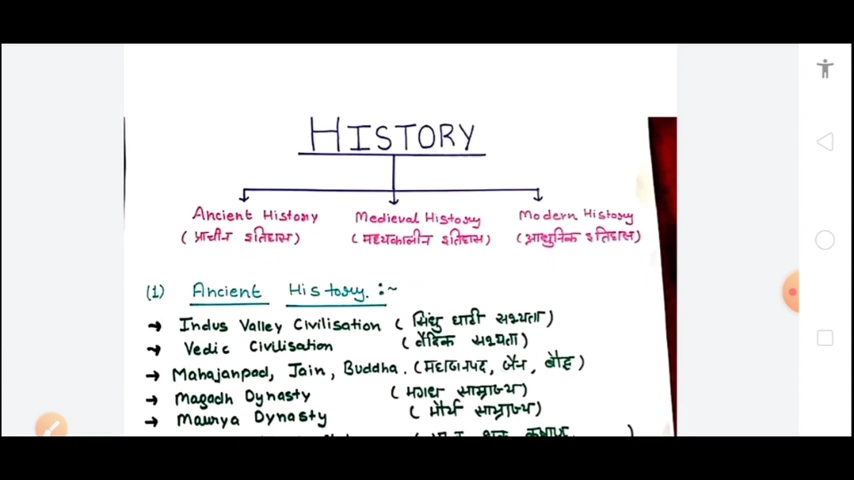 HISTORY
Ancient History Medieval History Modern History
(प्राचीन इतिहास) (मध्यकालीन इतिहास) (आधुनिक इतिहास)
(1) Ancient History :~
→ Indus Valley Civilisation (सिंधु घाटी सभ्यता)
→ Vedic Civilisation (वैदिक सभ्यता)
→ Mahajanpad, Jain, Buddha. (महाजनपद, जैन, बौद्ध)
→ Magadh Dynasty (मगध साम्राज्य)
→ Maurya Dynasty (मौर्य साम्राज्य)